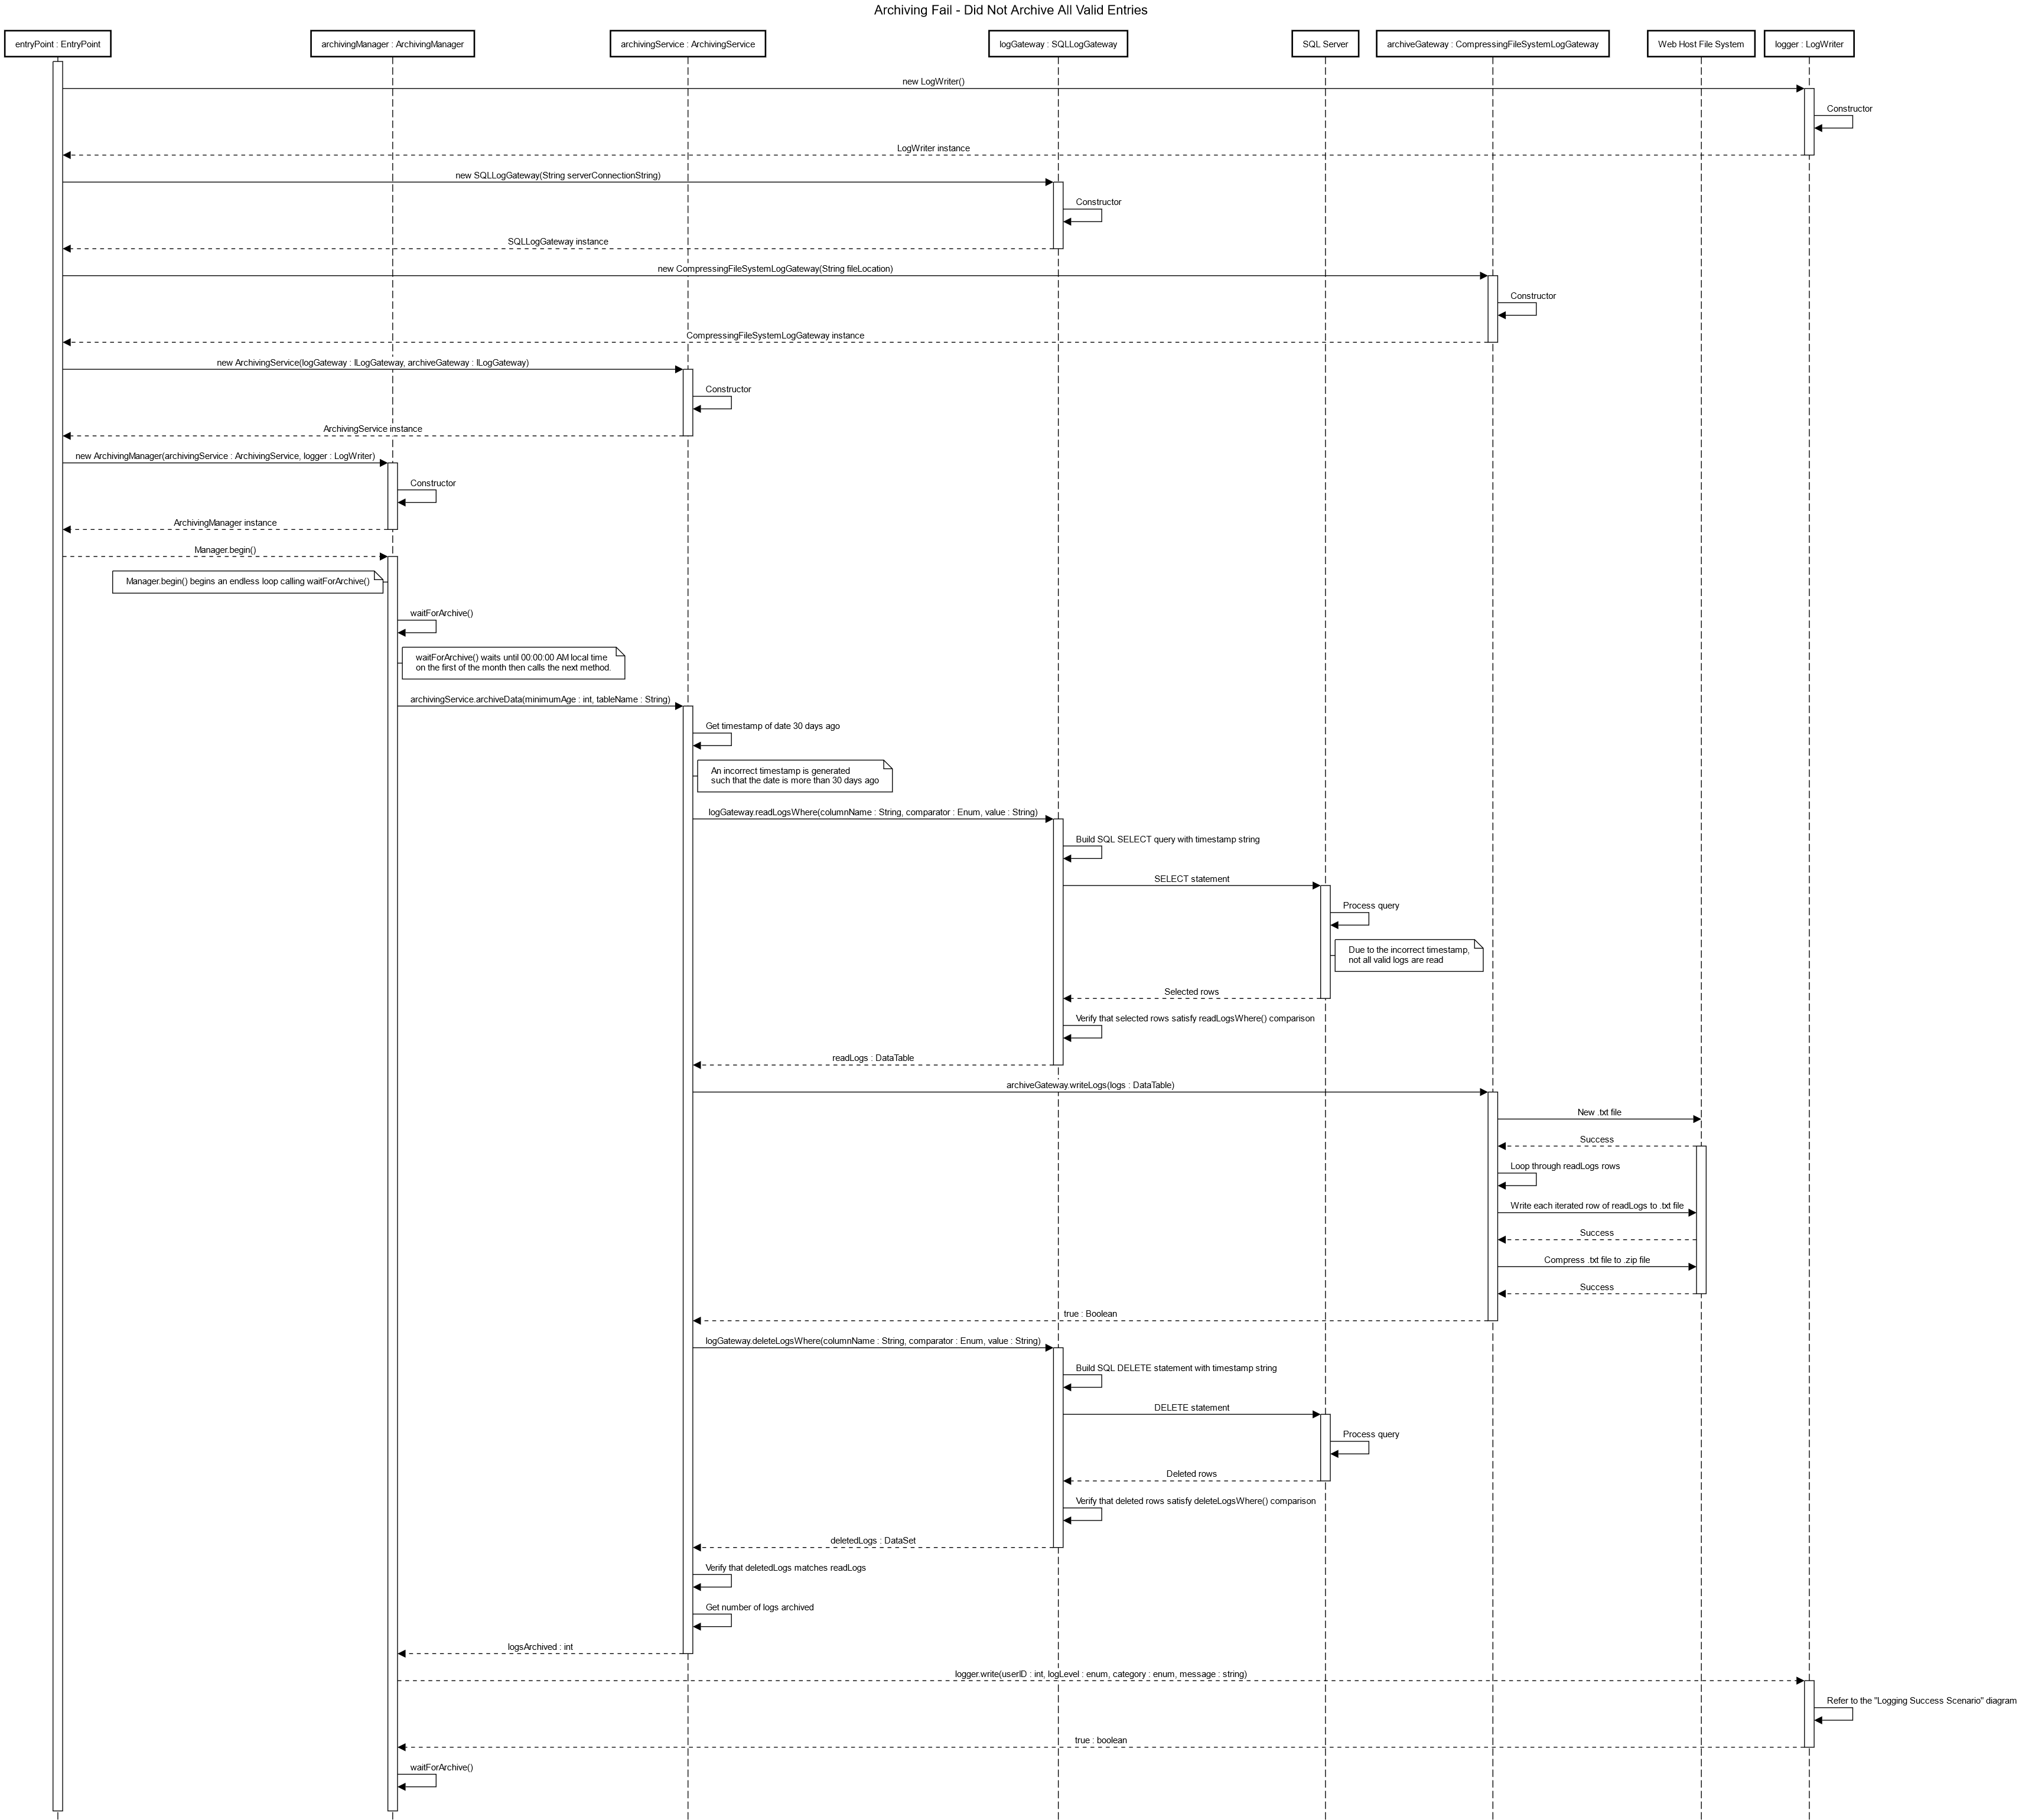 Archiving Fail - Did Not Archive All Valid Entries
entryPoint : EntryPoint
archivingManager : ArchivingManager
archivingService : ArchivingService
logGateway : SQLLogGateway
SQL Server
archiveGateway : CompressingFileSystemLogGateway
Web Host File System
logger : LogWriter
new LogWriter()
Constructor
LogWriter instance
new SQLLogGateway(String serverConnectionString)
Constructor
SQLLogGateway instance
new CompressingFileSystemLogGateway(String fileLocation)
Constructor
CompressingFileSystemLogGateway instance
new ArchivingService(logGateway : ILogGateway, archiveGateway : ILogGateway)
Constructor
ArchivingService instance
new ArchivingManager(archivingService : ArchivingService, logger : LogWriter)
Constructor
ArchivingManager instance
Manager.begin()
Manager.begin() begins an endless loop calling waitForArchive()
waitForArchive()
waitForArchive() waits until 00:00:00 AM local time
on the first of the month then calls the next method.
archivingService.archiveData(minimumAge : int, tableName : String)
Get timestamp of date 30 days ago
An incorrect timestamp is generated
such that the date is more than 30 days ago
logGateway.readLogsWhere(columnName : String, comparator : Enum, value : String)
Build SQL SELECT query with timestamp string
SELECT statement
Process query
Due to the incorrect timestamp,
not all valid logs are read
Selected rows
Verify that selected rows satisfy readLogsWhere() comparison
readLogs : DataTable
archiveGateway.writeLogs(logs : DataTable)
New .txt file
Success
Loop through readLogs rows
Write each iterated row of readLogs to .txt file
Success
Compress .txt file to .zip file
Success
true : Boolean
logGateway.deleteLogsWhere(columnName : String, comparator : Enum, value : String)
Build SQL DELETE statement with timestamp string
DELETE statement
Process query
Deleted rows
Verify that deleted rows satisfy deleteLogsWhere() comparison
deletedLogs : DataSet
Verify that deletedLogs matches readLogs
Get number of logs archived
logsArchived : int
logger.write(userID : int, logLevel : enum, category : enum, message : string)
Refer to the "Logging Success Scenario" diagram
true : boolean
waitForArchive()